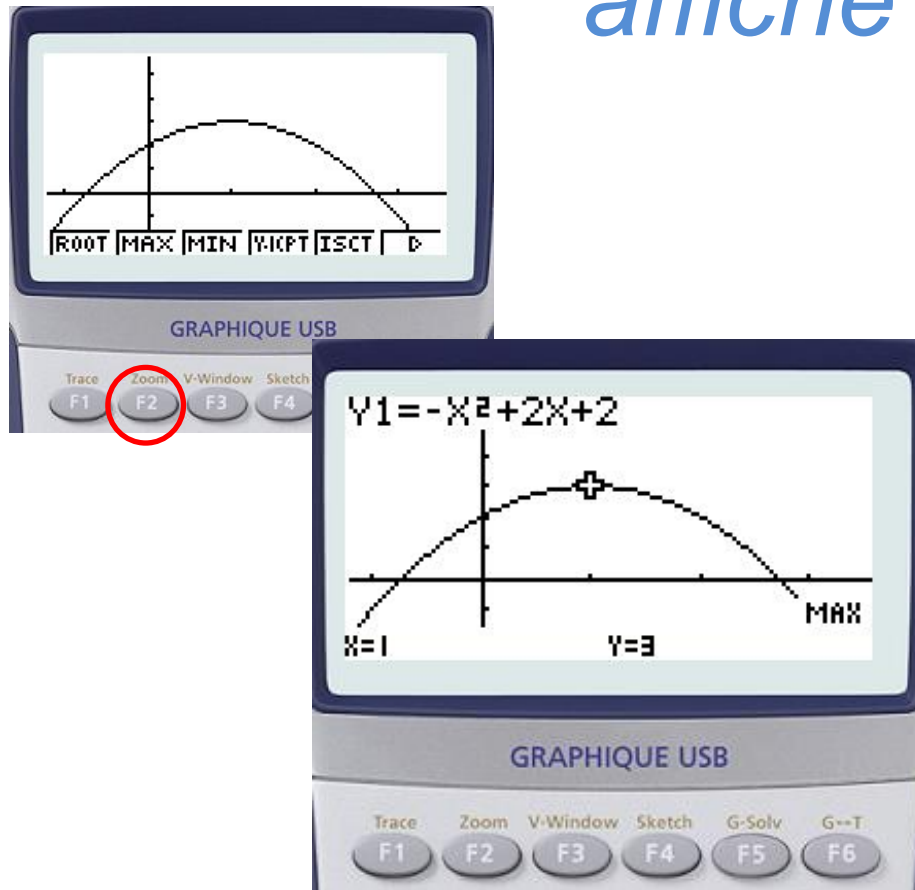 affiche
ROOT MAX MIN Y-ICPT ISCT ▷
GRAPHIQUE USB
Trace Zoom V-Window Sketch
F1 F2 F3 F4
Y1=-X²+2X+2
MAX
X=1 Y=3
GRAPHIQUE USB
Trace Zoom V-Window Sketch G-Solv G↔T
F1 F2 F3 F4 F5 F6